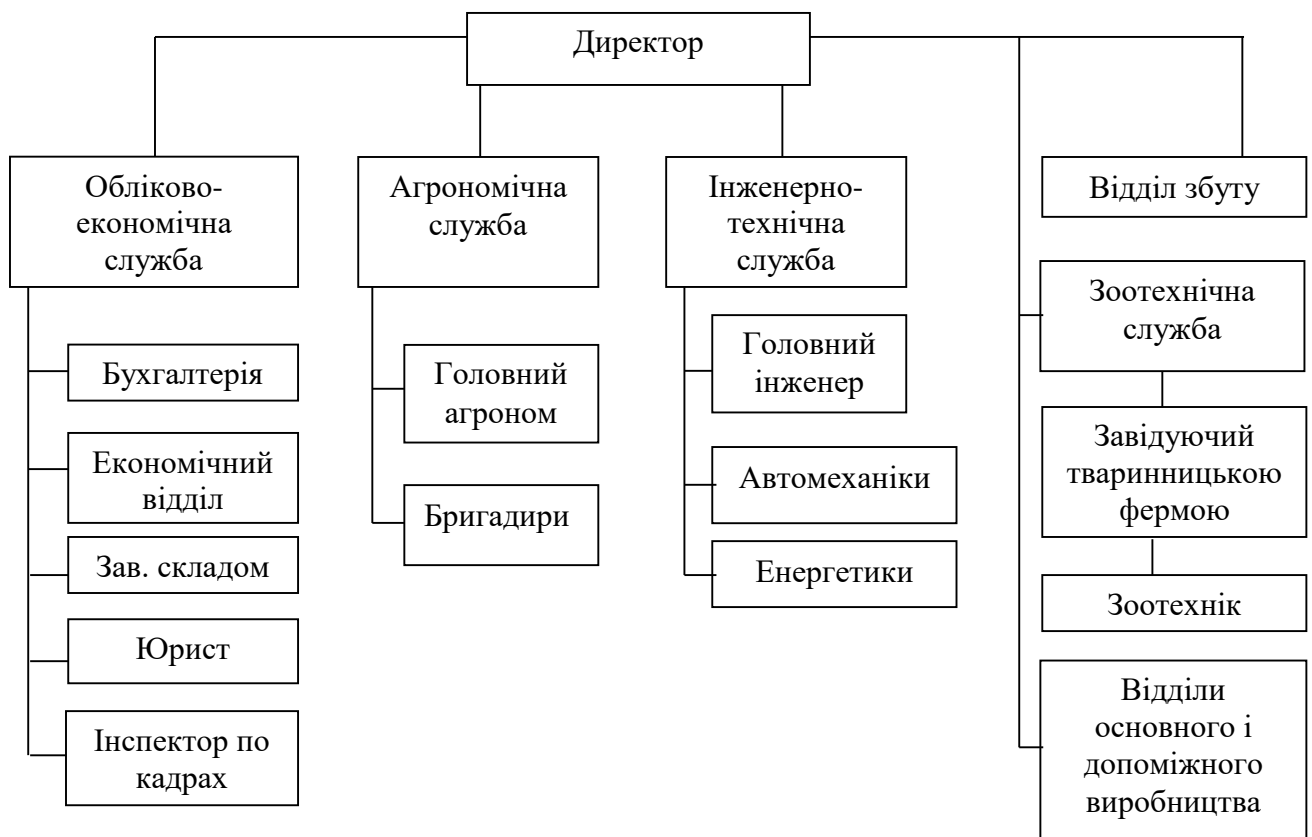 Директор
Обліково-
економічна
служба
Бухгалтерія
Економічний
відділ
Зав. складом
Юрист
Інспектор по
кадрах
Агрономічна
служба
Головний
агроном
Бригадири
Інженерно-
технічна
служба
Головний
інженер
Автомеханіки
Енергетики
Відділ збуту
Зоотехнічна
служба
Завідуючий
тваринницькою
фермою
Зоотехнік
Відділи
основного і
допоміжного
виробництва